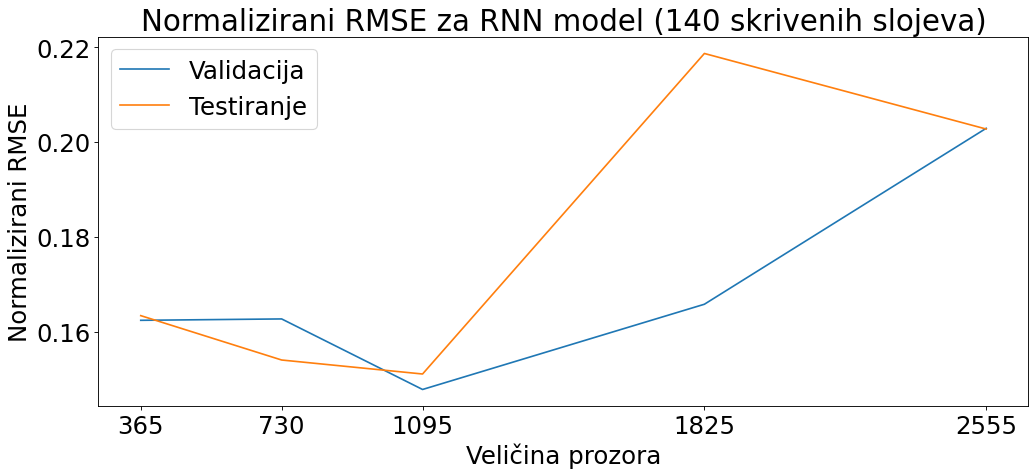 Normalizirani RMSE za RNN model (140 skrivenih slojeva)
Validacija
Testiranje
Normalizirani RMSE
0.22
0.20
0.18
0.16
365 730 1095 1825 2555
Veličina prozora